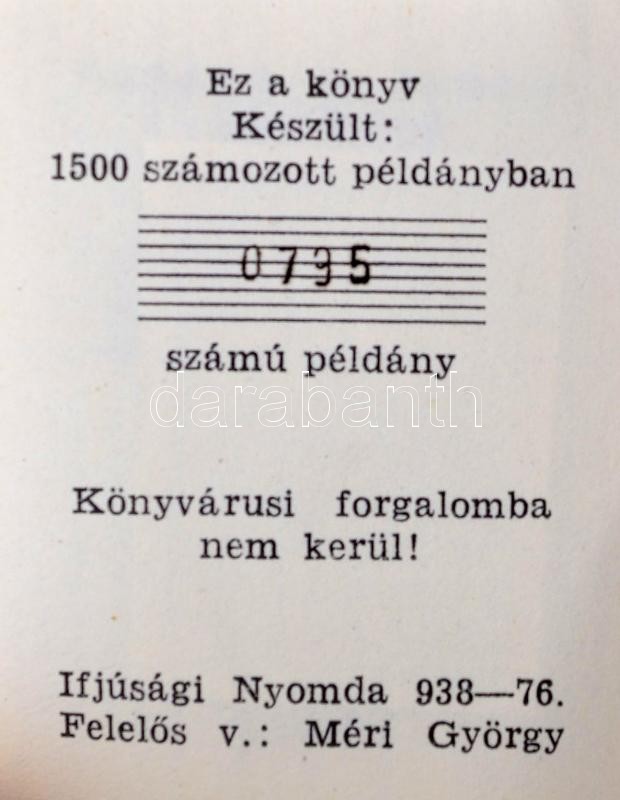 Ez a könyv
Készült:
1500 számozott példányban
0735
számú példány
darabanth
Könyvárusi forgalomba
nem kerül!
Ifjúsági Nyomda 938—76.
Felelős v.: Méri György